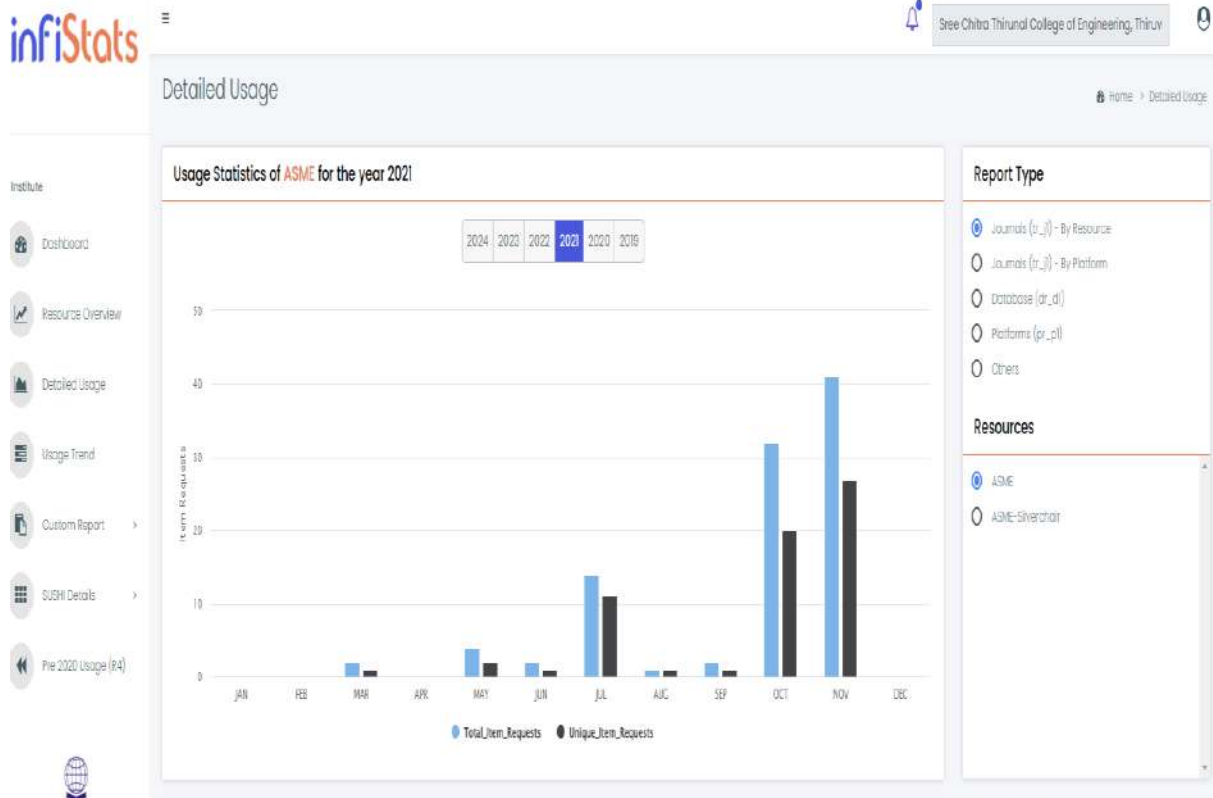 infiStats
Sree Chitra Thirunal College of Engineering, Thiruv
Detailed Usage
Home > Detailed Usage
Institute
Dashboard
Resource Overview
Detailed Usage
Usage Trend
Custom Report >
SUSHI Details >
Pre 2020 Usage (R4)
Usage Statistics of ASME for the year 2021
2024 2023 2022 2021 2020 2019
Item Requests
50
40
30
20
10
0
JAN FEB MAR APR MAY JUN JUL AUG SEP OCT NOV DEC
Total_Item_Requests Unique_Item_Requests
Report Type
Journals (tr_j1) - By Resource
Journals (tr_j1) - By Platform
Database (dr_d1)
Platforms (pr_p1)
Others
Resources
ASME
ASME-Silverchair